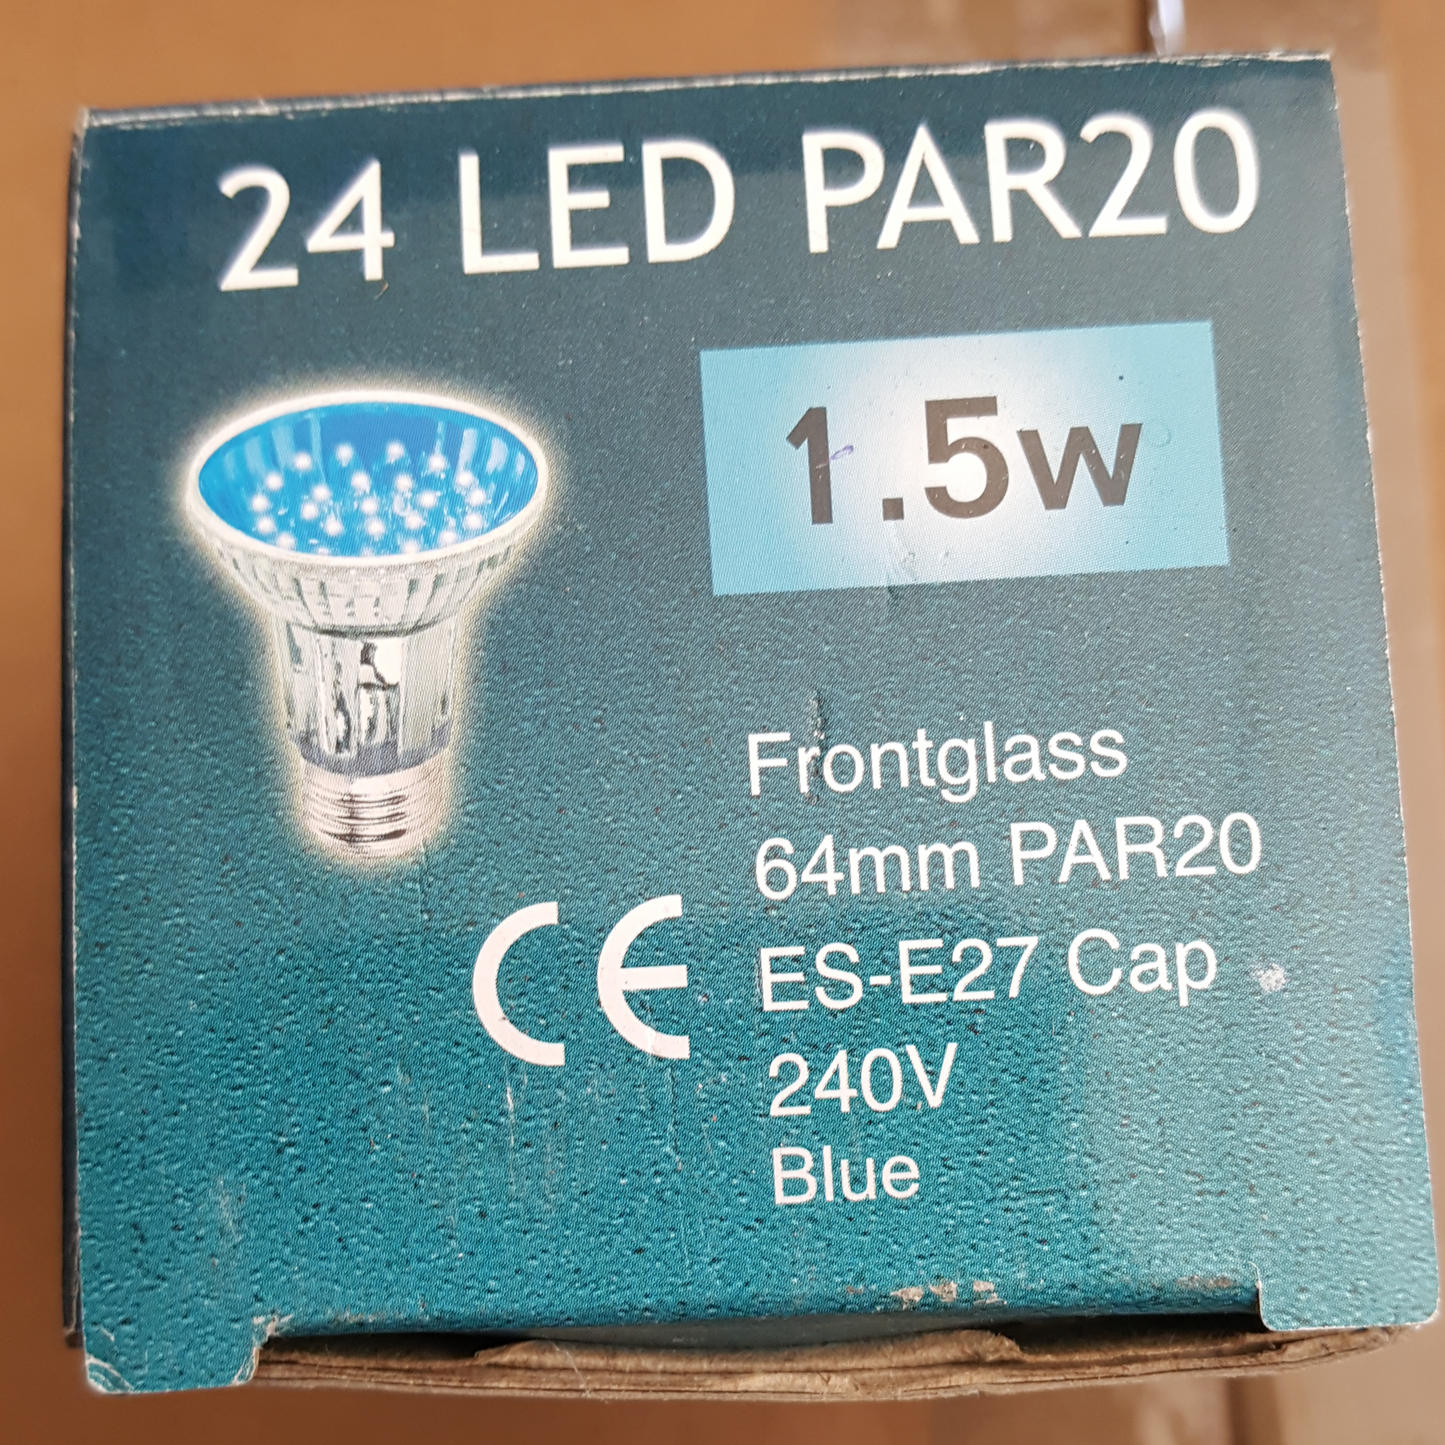 24 LED PAR20
1.5w
Frontglass
64mm PAR20
CE
ES-E27 Cap
240V
Blue